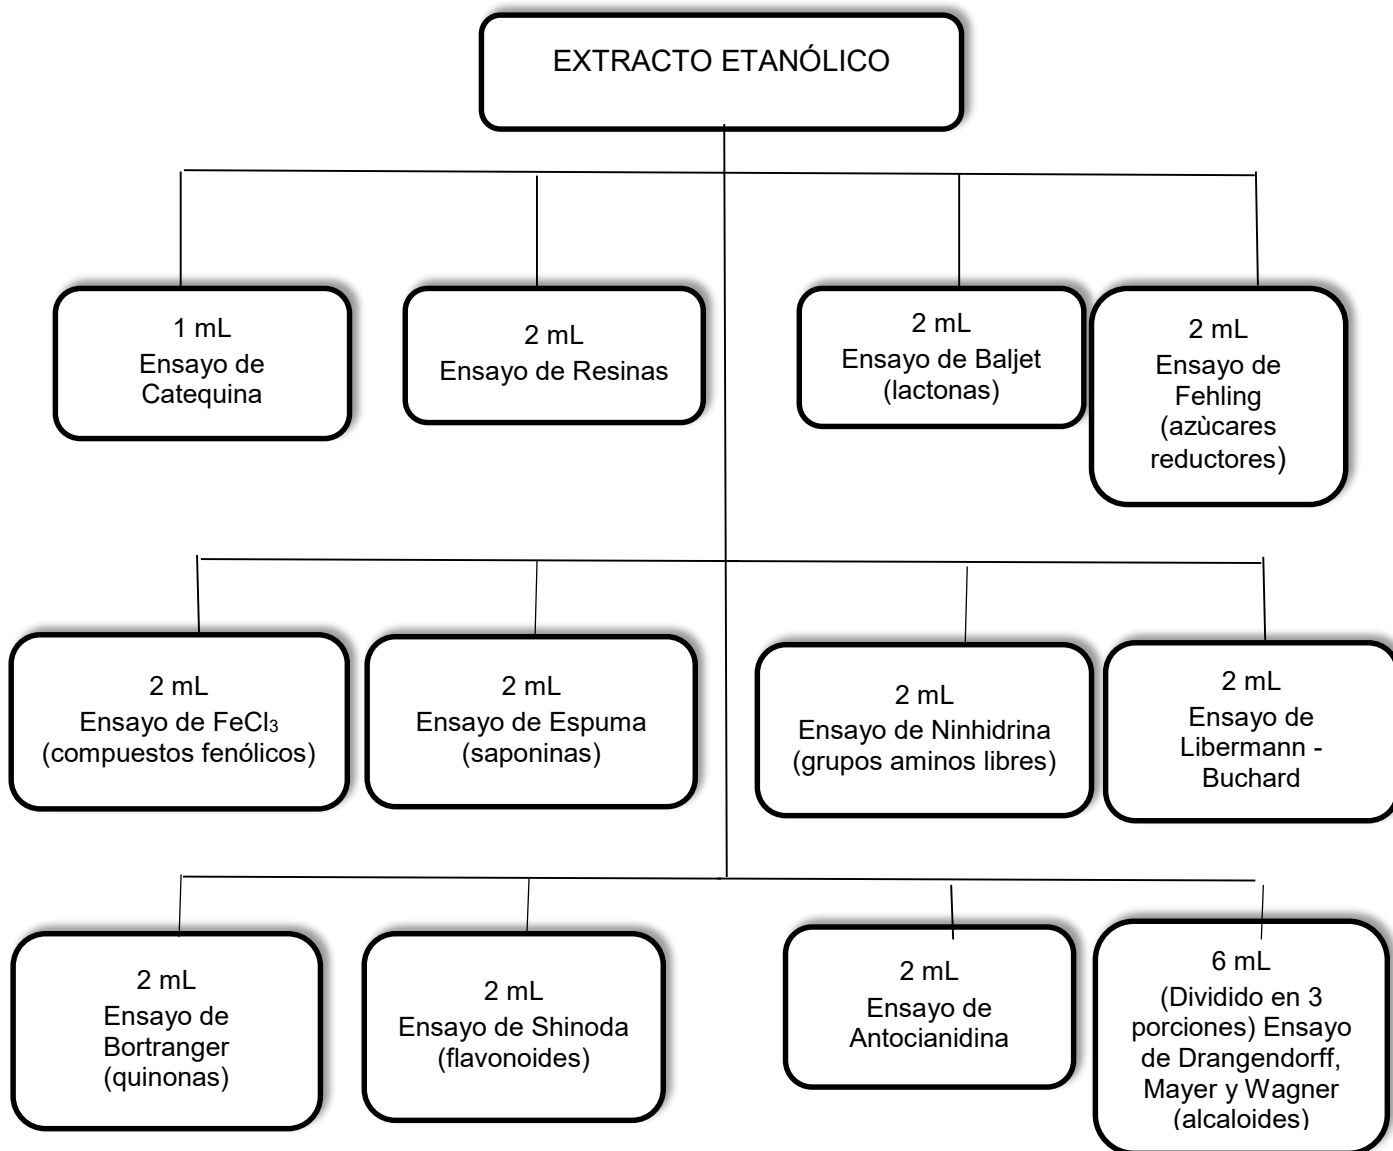 EXTRACTO ETANÓLICO
1 mL
Ensayo de
Catequina
2 mL
Ensayo de Resinas
2 mL
Ensayo de Baljet
(lactonas)
2 mL
Ensayo de
Fehling
(azùcares
reductores)
2 mL
Ensayo de FeCl₃
(compuestos fenólicos)
2 mL
Ensayo de Espuma
(saponinas)
2 mL
Ensayo de Ninhidrina
(grupos aminos libres)
2 mL
Ensayo de
Libermann -
Buchard
2 mL
Ensayo de
Bortranger
(quinonas)
2 mL
Ensayo de Shinoda
(flavonoides)
2 mL
Ensayo de
Antocianidina
6 mL
(Dividido en 3
porciones) Ensayo
de Drangendorff,
Mayer y Wagner
(alcaloides)